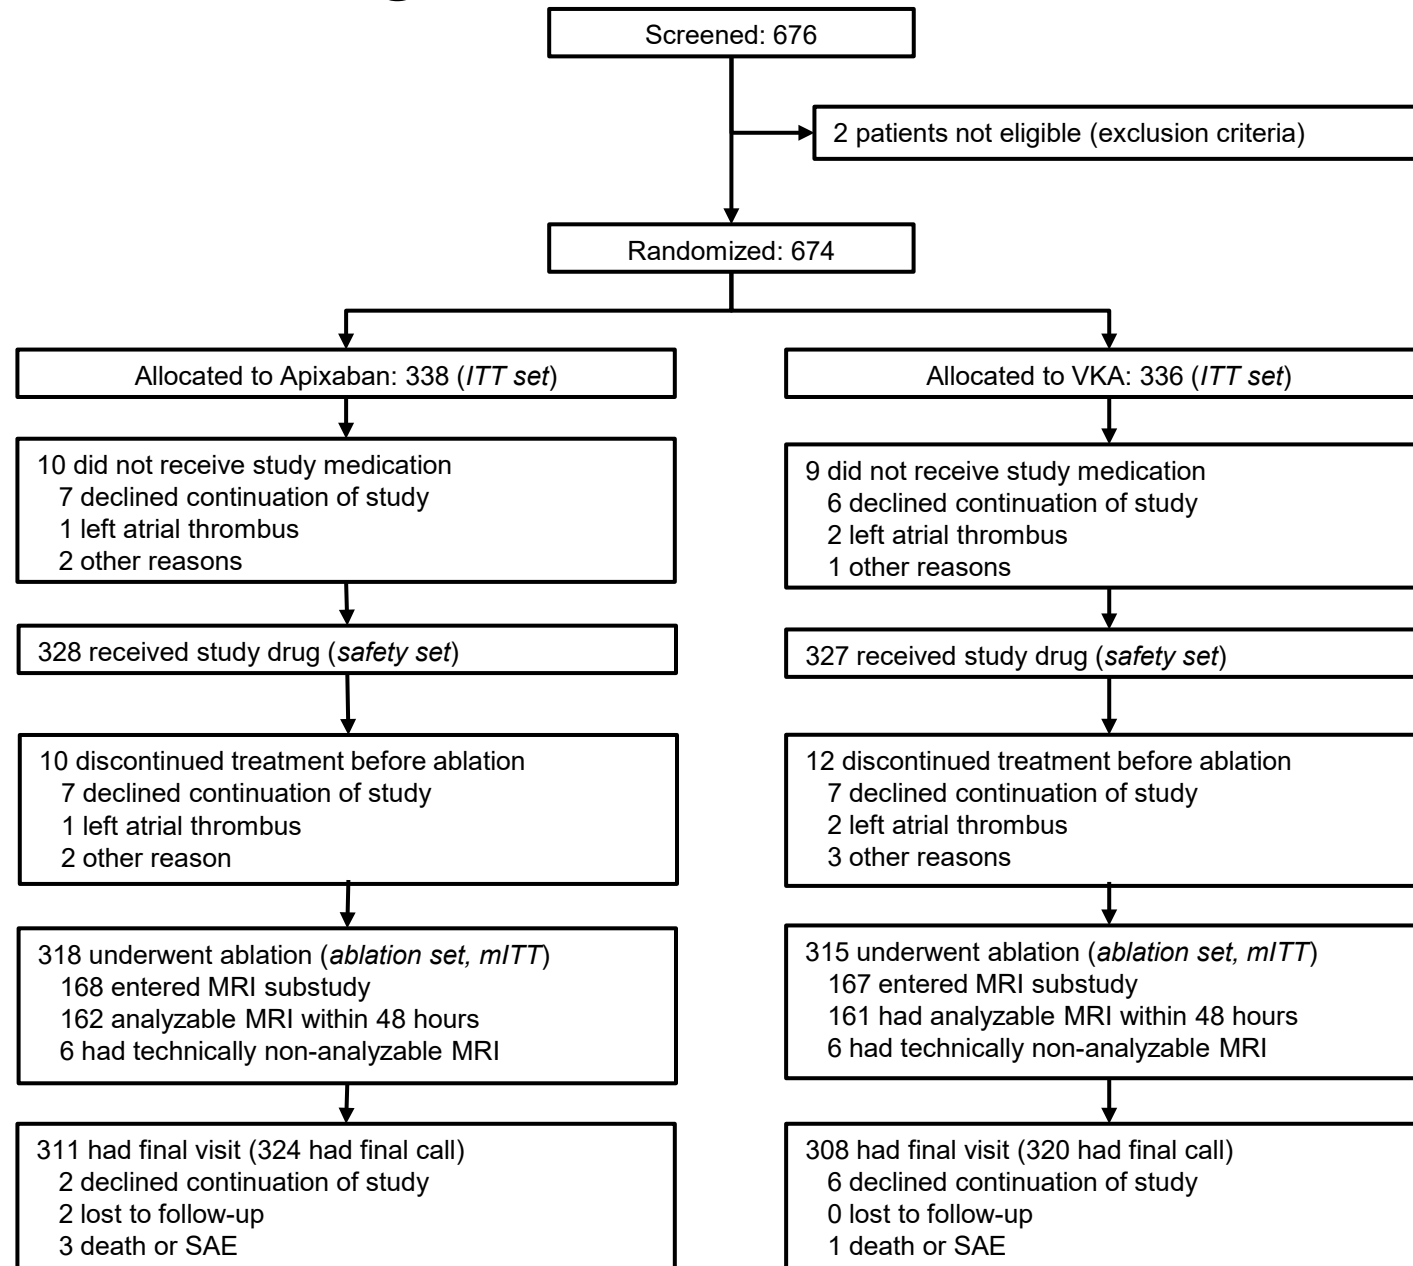 Screened: 676
2 patients not eligible (exclusion criteria)
Randomized: 674
Allocated to Apixaban: 338 (ITT set)
Allocated to VKA: 336 (ITT set)
10 did not receive study medication
7 declined continuation of study
1 left atrial thrombus
2 other reasons
9 did not receive study medication
6 declined continuation of study
2 left atrial thrombus
1 other reasons
328 received study drug (safety set)
327 received study drug (safety set)
10 discontinued treatment before ablation
7 declined continuation of study
1 left atrial thrombus
2 other reason
12 discontinued treatment before ablation
7 declined continuation of study
2 left atrial thrombus
3 other reasons
318 underwent ablation (ablation set, mITT)
168 entered MRI substudy
162 analyzable MRI within 48 hours
6 had technically non-analyzable MRI
315 underwent ablation (ablation set, mITT)
167 entered MRI substudy
161 had analyzable MRI within 48 hours
6 had technically non-analyzable MRI
311 had final visit (324 had final call)
2 declined continuation of study
2 lost to follow-up
3 death or SAE
308 had final visit (320 had final call)
6 declined continuation of study
0 lost to follow-up
1 death or SAE